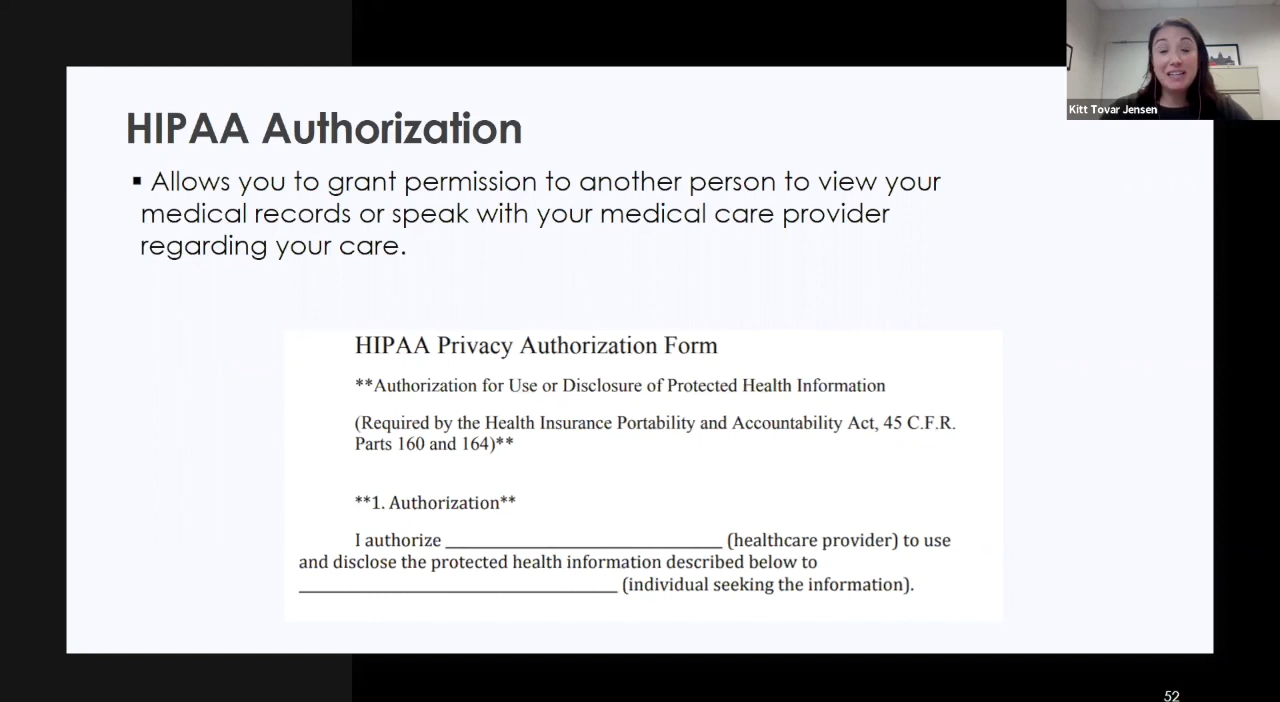 Kitt Tovar Jensen
HIPAA Authorization
▪ Allows you to grant permission to another person to view your
medical records or speak with your medical care provider
regarding your care.
HIPAA Privacy Authorization Form
**Authorization for Use or Disclosure of Protected Health Information
(Required by the Health Insurance Portability and Accountability Act, 45 C.F.R.
Parts 160 and 164)**
**1. Authorization**
I authorize ______________________________ (healthcare provider) to use
and disclose the protected health information described below to
___________________________________ (individual seeking the information).
52